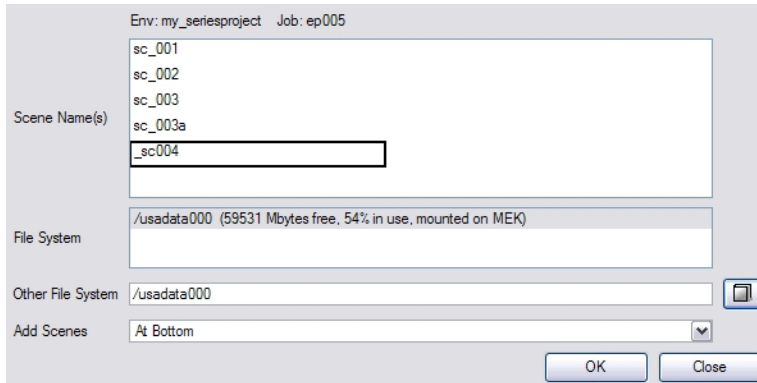 Env: my_seriesproject Job: ep005
Scene Name(s)
sc_001
sc_002
sc_003
sc_003a
_sc004
File System
/usadata000 (59531 Mbytes free, 54% in use, mounted on MEK)
Other File System /usadata000
Add Scenes At Bottom
OK Close